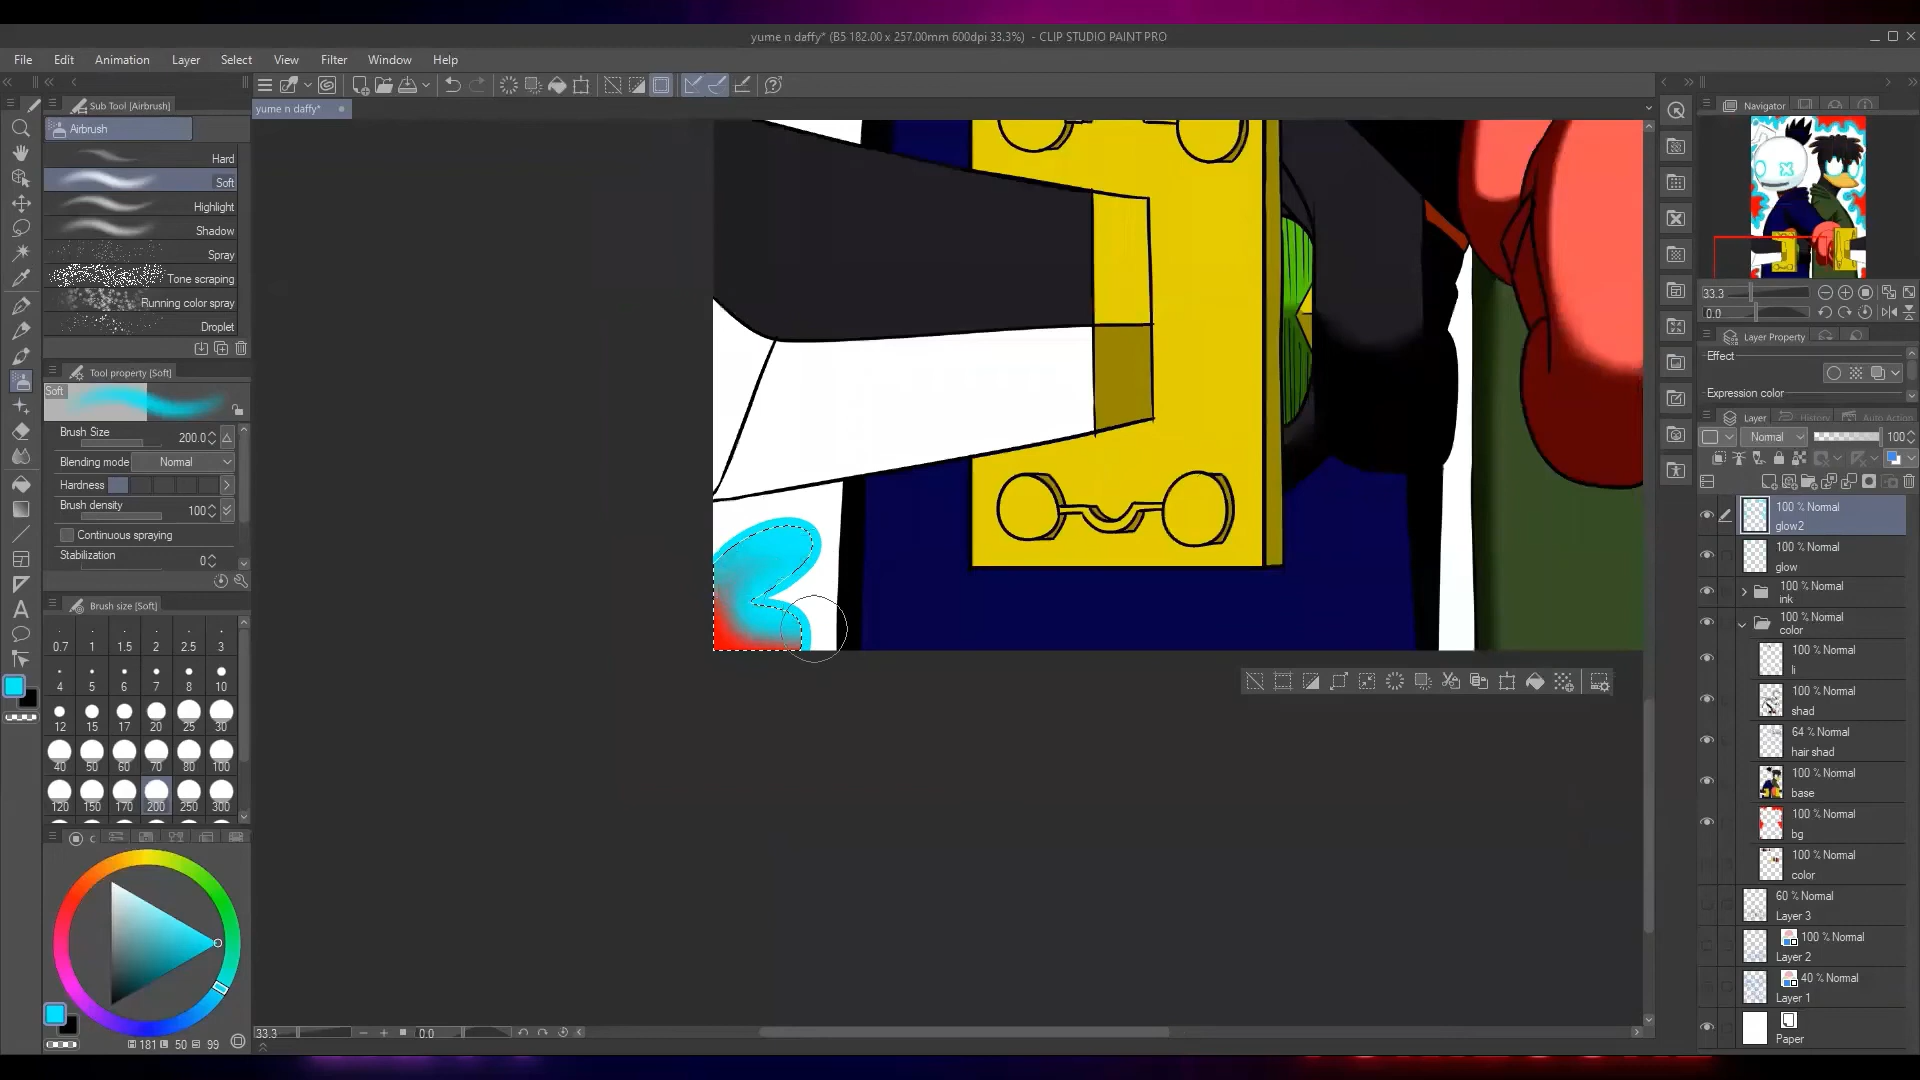 yume n daffy* (B5 182.00 x 257.00mm 600dpi 33.3%) - CLIP STUDIO PAINT PRO
File Edit Animation Layer Select View Filter Window Help
Sub Tool [Airbrush]
yume n daffy*
Navigator
Airbrush
Hard
Soft
Highlight
Shadow
Spray
Tone scraping
Running color spray
Droplet
33.3
0.0
Layer Property
Effect
Expression color
Tool property [Soft]
Soft
Brush Size 200.0
Blending mode Normal
Hardness
Brush density 100
Continuous spraying
Stabilization 0
Layer History Auto Action
Normal 100
100 % Normal
glow2
100 % Normal
glow
100 % Normal
ink
100 % Normal
color
100 % Normal
li
100 % Normal
shad
64 % Normal
hair shad
100 % Normal
base
100 % Normal
bg
100 % Normal
color
60 % Normal
Layer 3
100 % Normal
Layer 2
40 % Normal
Layer 1
Paper
Brush size [Soft]
0.7 1 1.5 2 2.5 3
4 5 6 7 8 10
12 15 17 20 25 30
40 50 60 70 80 100
120 150 170 200 250 300
181 50 99
33.3 0.0